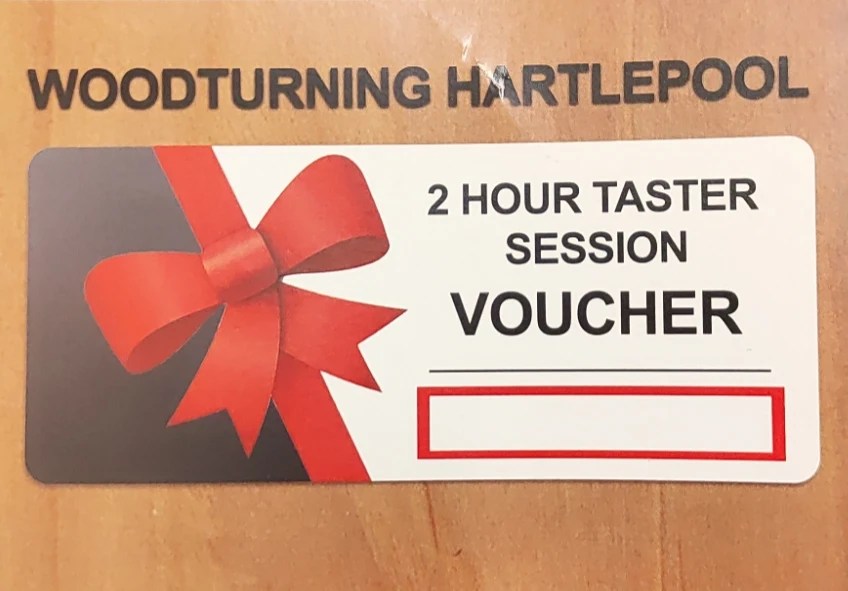 WOODTURNING HARTLEPOOL
2 HOUR TASTER
SESSION
VOUCHER